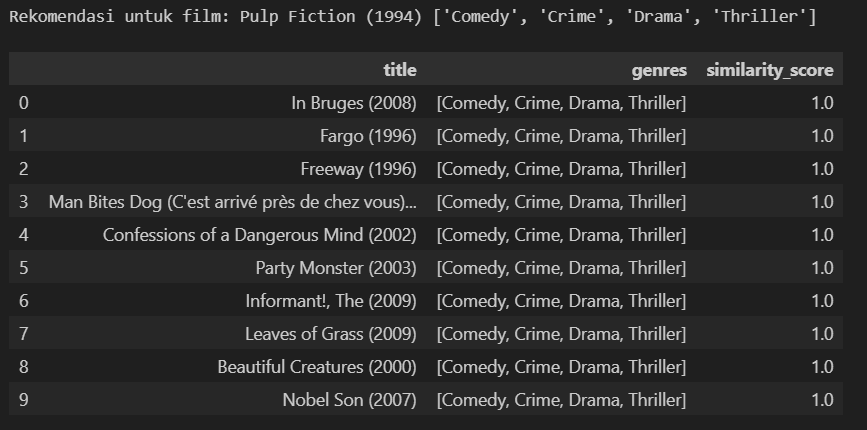 Rekomendasi untuk film: Pulp Fiction (1994) ['Comedy', 'Crime', 'Drama', 'Thriller']
title genres similarity_score
0 In Bruges (2008) [Comedy, Crime, Drama, Thriller] 1.0
1 Fargo (1996) [Comedy, Crime, Drama, Thriller] 1.0
2 Freeway (1996) [Comedy, Crime, Drama, Thriller] 1.0
3 Man Bites Dog (C'est arrivé près de chez vous)... [Comedy, Crime, Drama, Thriller] 1.0
4 Confessions of a Dangerous Mind (2002) [Comedy, Crime, Drama, Thriller] 1.0
5 Party Monster (2003) [Comedy, Crime, Drama, Thriller] 1.0
6 Informant!, The (2009) [Comedy, Crime, Drama, Thriller] 1.0
7 Leaves of Grass (2009) [Comedy, Crime, Drama, Thriller] 1.0
8 Beautiful Creatures (2000) [Comedy, Crime, Drama, Thriller] 1.0
9 Nobel Son (2007) [Comedy, Crime, Drama, Thriller] 1.0